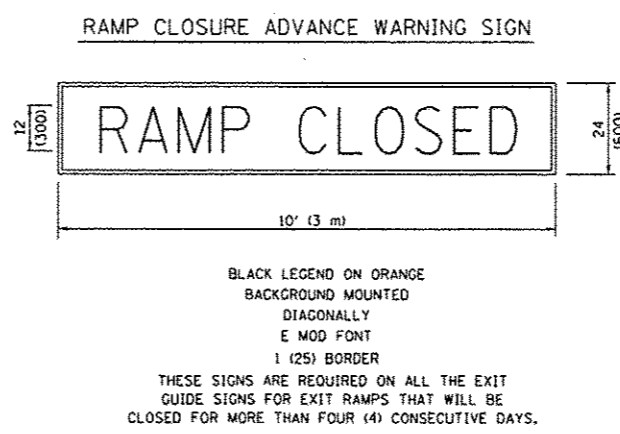 RAMP CLOSURE ADVANCE WARNING SIGN
RAMP CLOSED
12
(300)
24
(600)
10' (3 m)
BLACK LEGEND ON ORANGE
BACKGROUND MOUNTED
DIAGONALLY
E MOD FONT
1 (25) BORDER
THESE SIGNS ARE REQUIRED ON ALL THE EXIT
GUIDE SIGNS FOR EXIT RAMPS THAT WILL BE
CLOSED FOR MORE THAN FOUR (4) CONSECUTIVE DAYS.